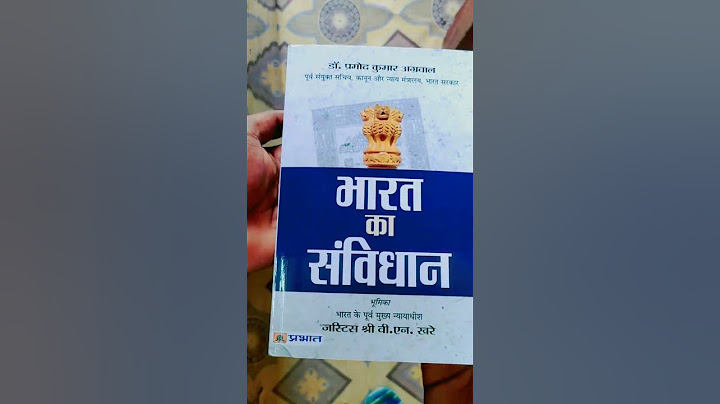 डॉ. प्रमोद कुमार अग्रवाल
पूर्व संयुक्त सचिव, कानून और न्याय मंत्रालय, भारत सरकार
भारत
का
संविधान
भूमिका
भारत के पूर्व मुख्य न्यायाधीश
जस्टिस श्री वी.एन. खरे
प्रभात